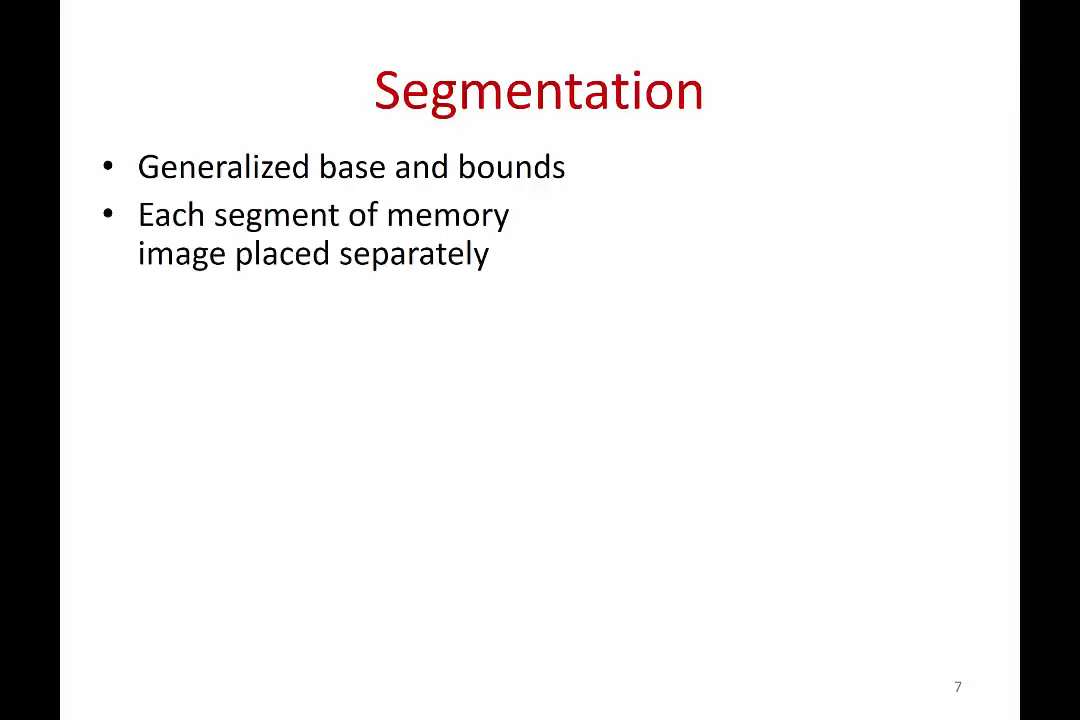 Segmentation
• Generalized base and bounds
• Each segment of memory
image placed separately
7